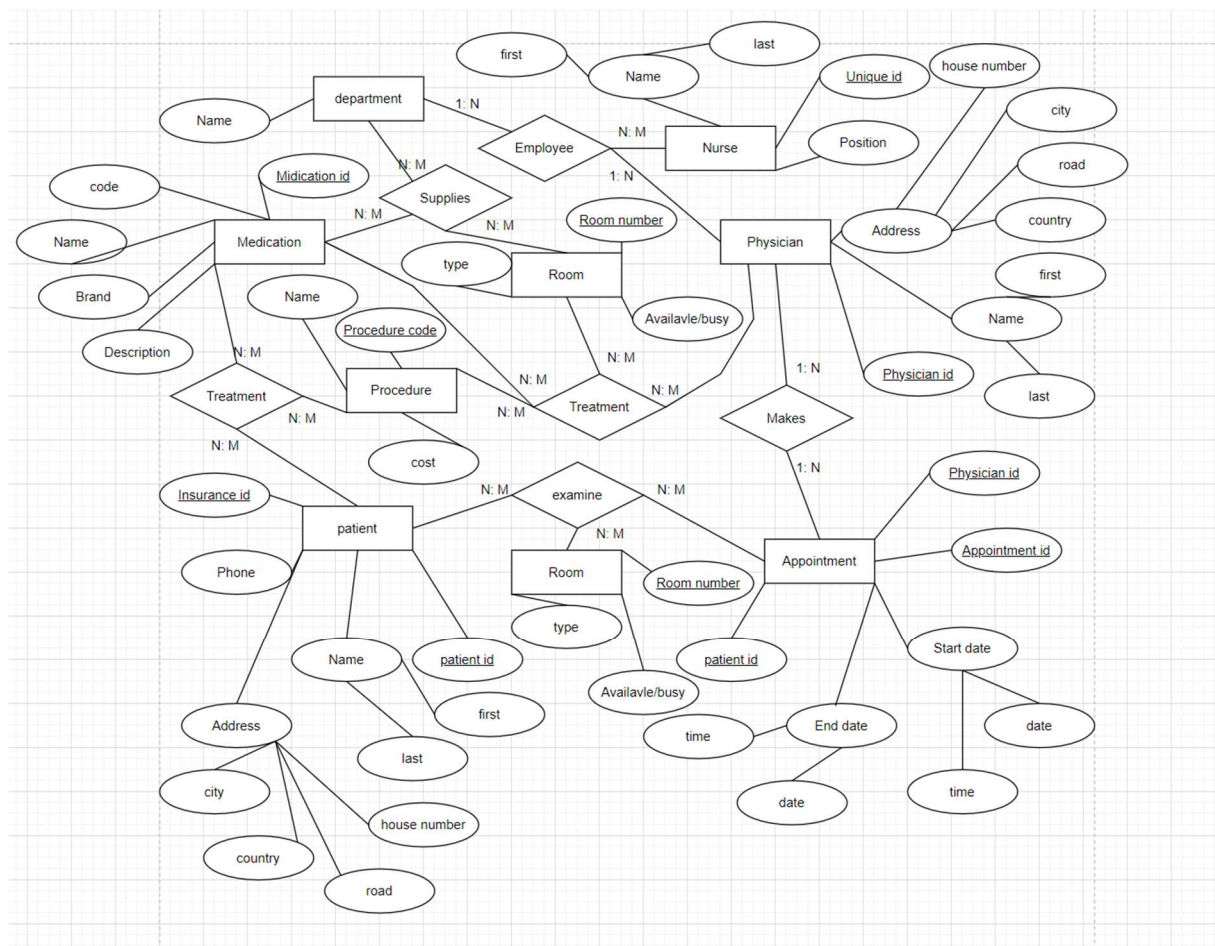 first
last
Name
Unique id
house number
department
Name
1: N
Employee
N: M
Nurse
Position
city
road
country
code
Midication id
N: M
Supplies
1: N
N: M
N: M
Room number
Address
Name
Medication
type
Room
Physician
first
Brand
Name
Procedure code
Availavle/busy
Name
Description
N: M
N: M
1: N
Physician id
Treatment
Procedure
N: M
N: M
last
N: M
N: M
Treatment
Makes
N: M
cost
1: N
Insurance id
N: M
examine
N: M
Physician id
patient
N: M
Appointment
Appointment id
Phone
Room
Room number
type
Name
patient id
patient id
Start date
Availavle/busy
Address
first
time
End date
date
last
city
date
time
house number
country
road